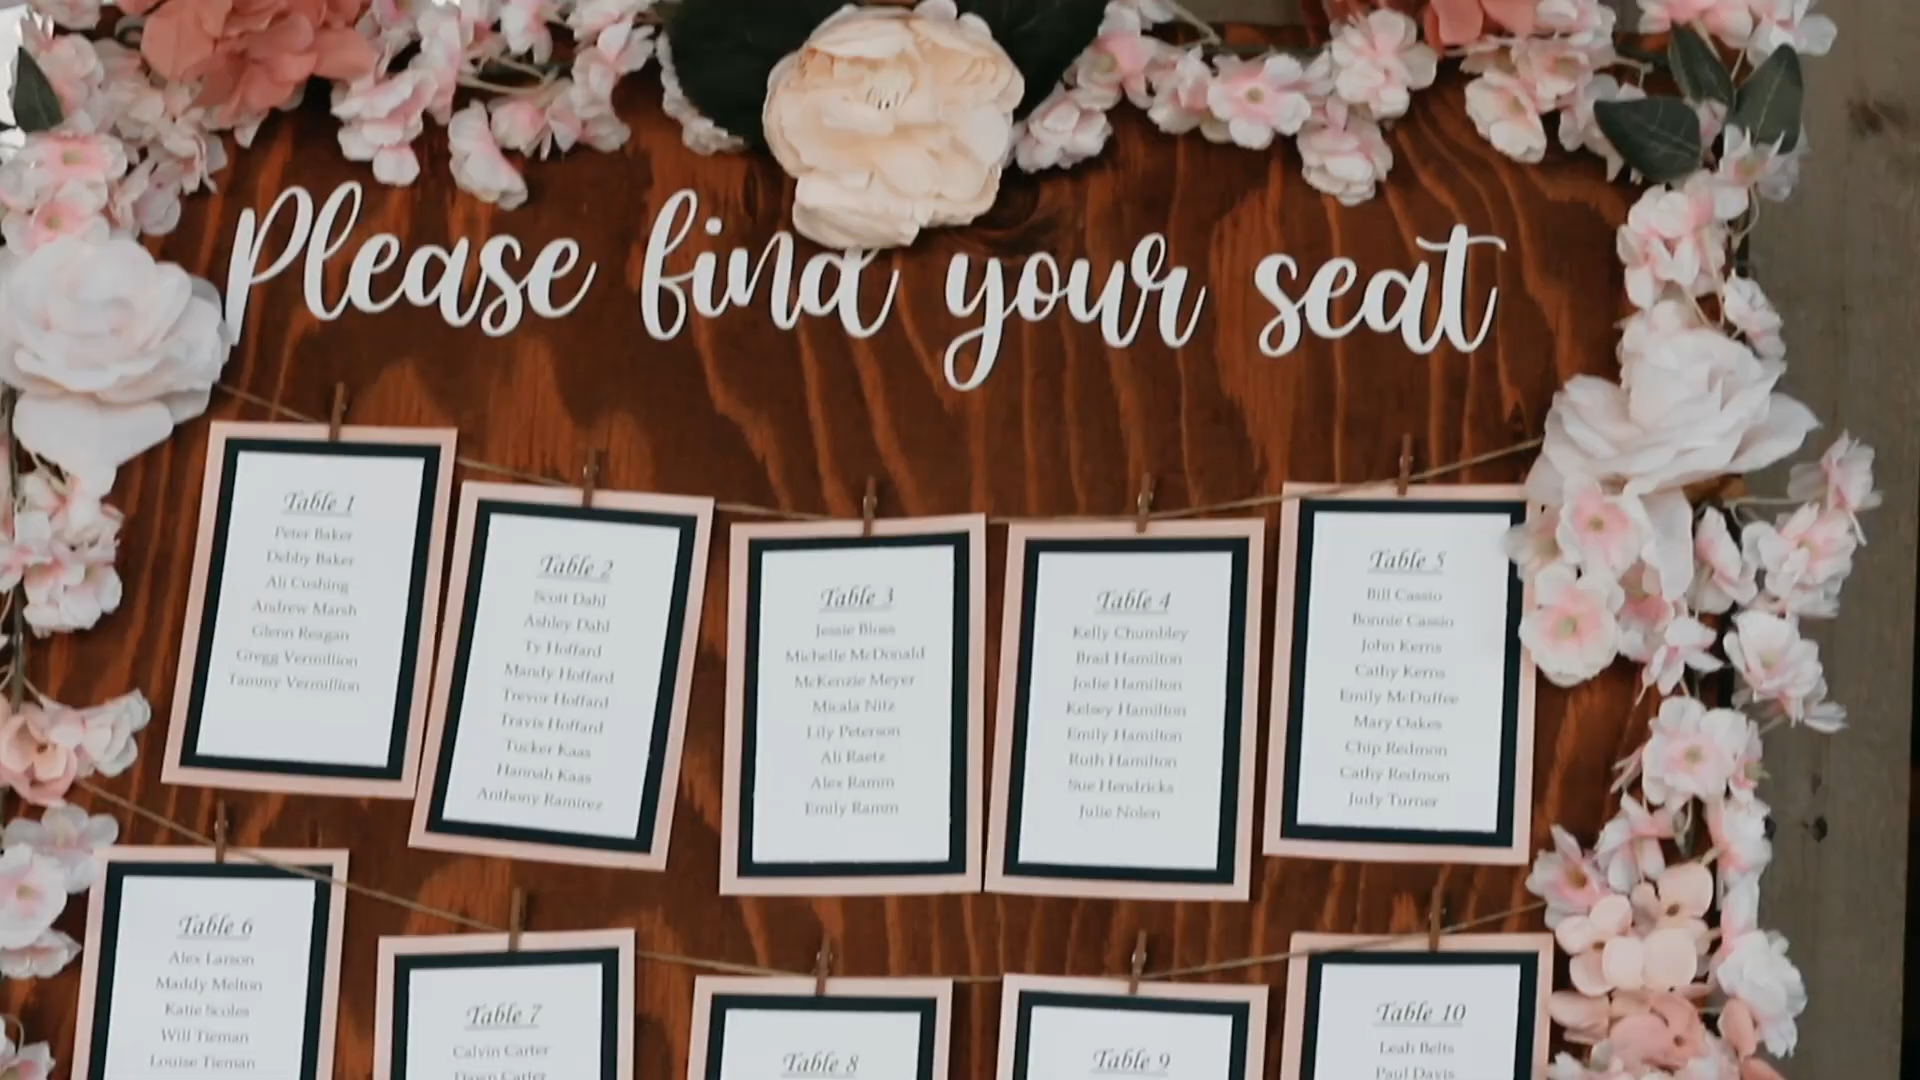 Please find your seat
Table 1
Peter Baker
Debby Baker
Ali Cushing
Andrew Marsh
Glenn Reagan
Gregg Vermillion
Tammy Vermillion
Table 2
Scott Dahl
Ashley Dahl
Ty Hoffard
Mandy Hoffard
Trevor Hoffard
Travis Hoffard
Tucker Kaas
Hannah Kaas
Anthony Ramirez
Table 3
Jessie Bloss
Michelle McDonald
McKenzie Meyer
Micala Nitz
Lily Peterson
Ali Raetz
Alex Ramm
Emily Ramm
Table 4
Kelly Chumbley
Brad Hamilton
Jodie Hamilton
Kelsey Hamilton
Emily Hamilton
Ruth Hamilton
Sue Hendricks
Julie Nolen
Table 5
Bill Cassio
Bonnie Cassio
John Kerns
Cathy Kerns
Emily McDuffee
Mary Oakes
Chip Redmon
Cathy Redmon
Judy Turner
Table 6
Alex Larson
Maddy Melton
Katie Scoles
Will Tieman
Louise Tieman
Table 7
Calvin Carter
Dawn Carter
Table 8
Table 9
Table 10
Leah Belts
Paul Davis